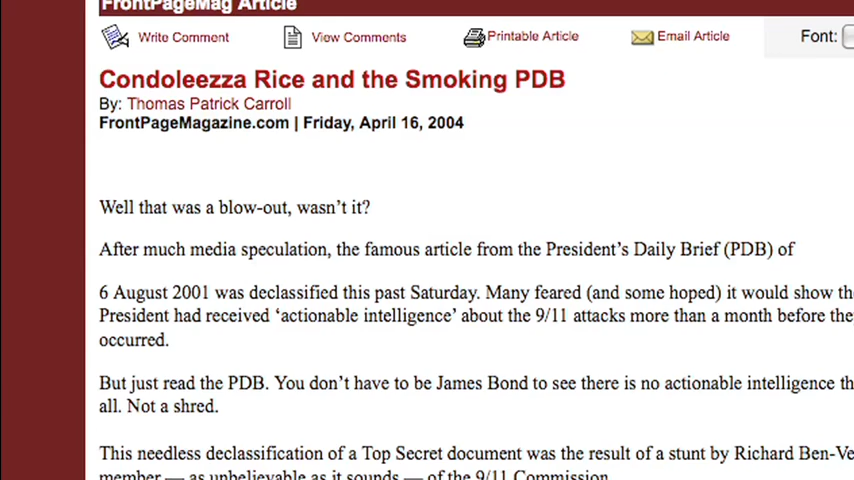 FrontPageMag Article
Write Comment View Comments Printable Article Email Article Font:
Condoleezza Rice and the Smoking PDB
By: Thomas Patrick Carroll
FrontPageMagazine.com | Friday, April 16, 2004
Well that was a blow-out, wasn't it?
After much media speculation, the famous article from the President's Daily Brief (PDB) of
6 August 2001 was declassified this past Saturday. Many feared (and some hoped) it would show the
President had received 'actionable intelligence' about the 9/11 attacks more than a month before they
occurred.
But just read the PDB. You don't have to be James Bond to see there is no actionable intelligence
all. Not a shred.
This needless declassification of a Top Secret document was the result of a stunt by Richard
member — as unbelievable as it sounds — of the 9/11 Commission.